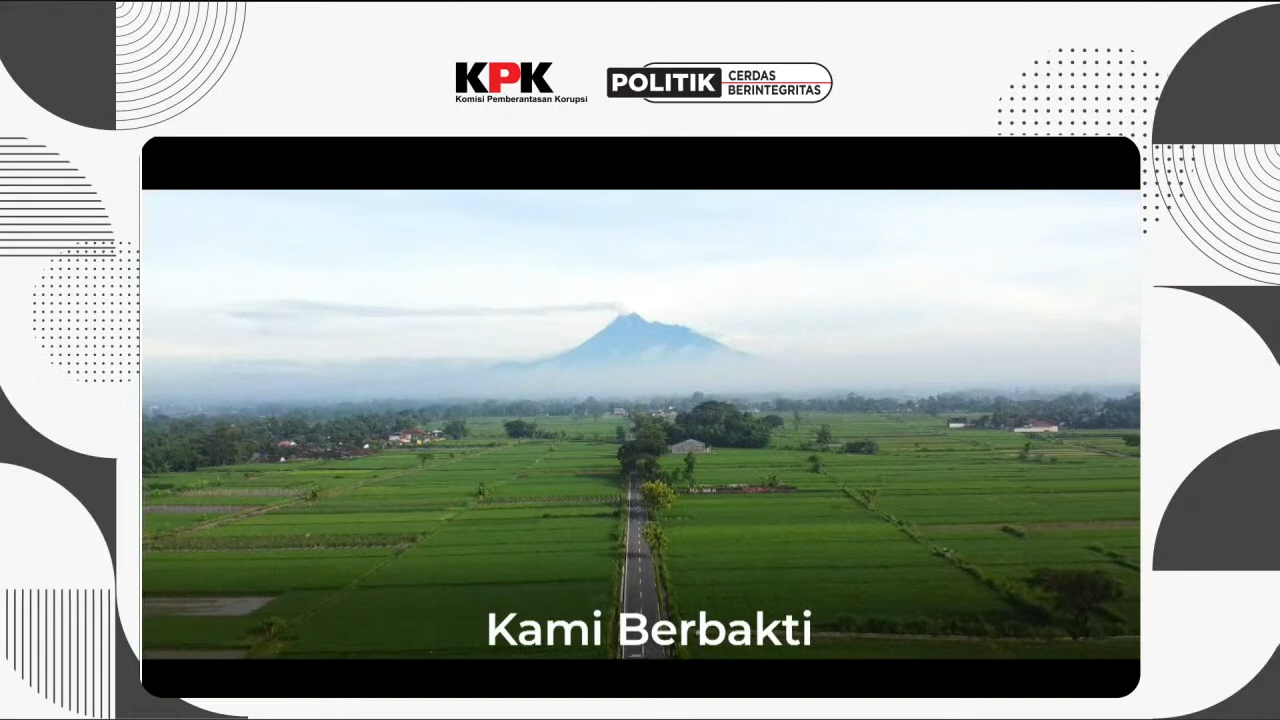 KPK
Komisi Pemberantasan Korupsi
POLITIK
CERDAS
BERINTEGRITAS
Kami Berbakti